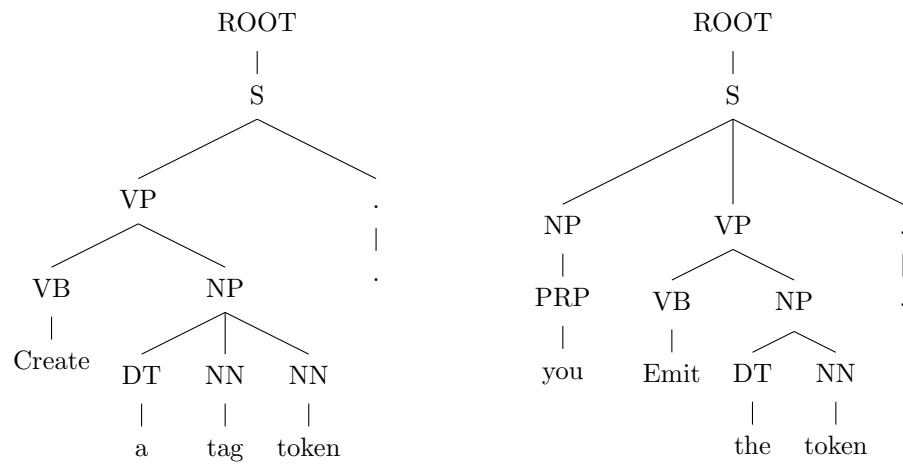 ROOT ROOT
S S
VP .
NP VP .
.
VB NP
PRP VB NP .
Create
DT NN NN you Emit DT NN
a tag token the token